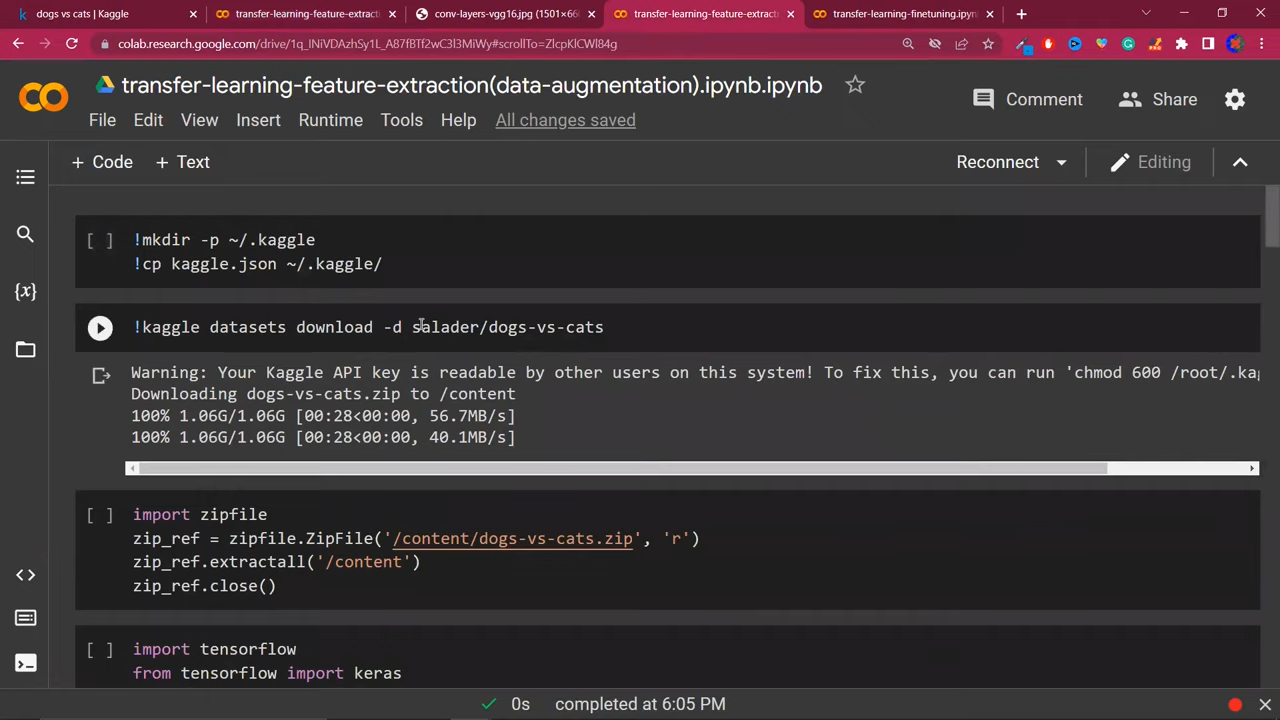 dogs vs cats | Kaggle
transfer-learning-feature-extracti
conv-layers-vgg16.jpg (1501×66
transfer-learning-feature-extracti
transfer-learning-finetuning.ipyn
colab.research.google.com/drive/1q_INiVDAzhSy1L_A87fBTf2wC3l3MiWy#scrollTo=ZlcpKlCWl84g
transfer-learning-feature-extraction(data-augmentation).ipynb.ipynb
Comment
Share
File Edit View Insert Runtime Tools Help All changes saved
+ Code + Text
Reconnect
Editing
[ ] !mkdir -p ~/.kaggle
!cp kaggle.json ~/.kaggle/
!kaggle datasets download -d salader/dogs-vs-cats
Warning: Your Kaggle API key is readable by other users on this system! To fix this, you can run 'chmod 600 /root/.ka
Downloading dogs-vs-cats.zip to /content
100% 1.06G/1.06G [00:28<00:00, 56.7MB/s]
100% 1.06G/1.06G [00:28<00:00, 40.1MB/s]
[ ] import zipfile
zip_ref = zipfile.ZipFile('/content/dogs-vs-cats.zip', 'r')
zip_ref.extractall('/content')
zip_ref.close()
[ ] import tensorflow
from tensorflow import keras
{x}
0s completed at 6:05 PM